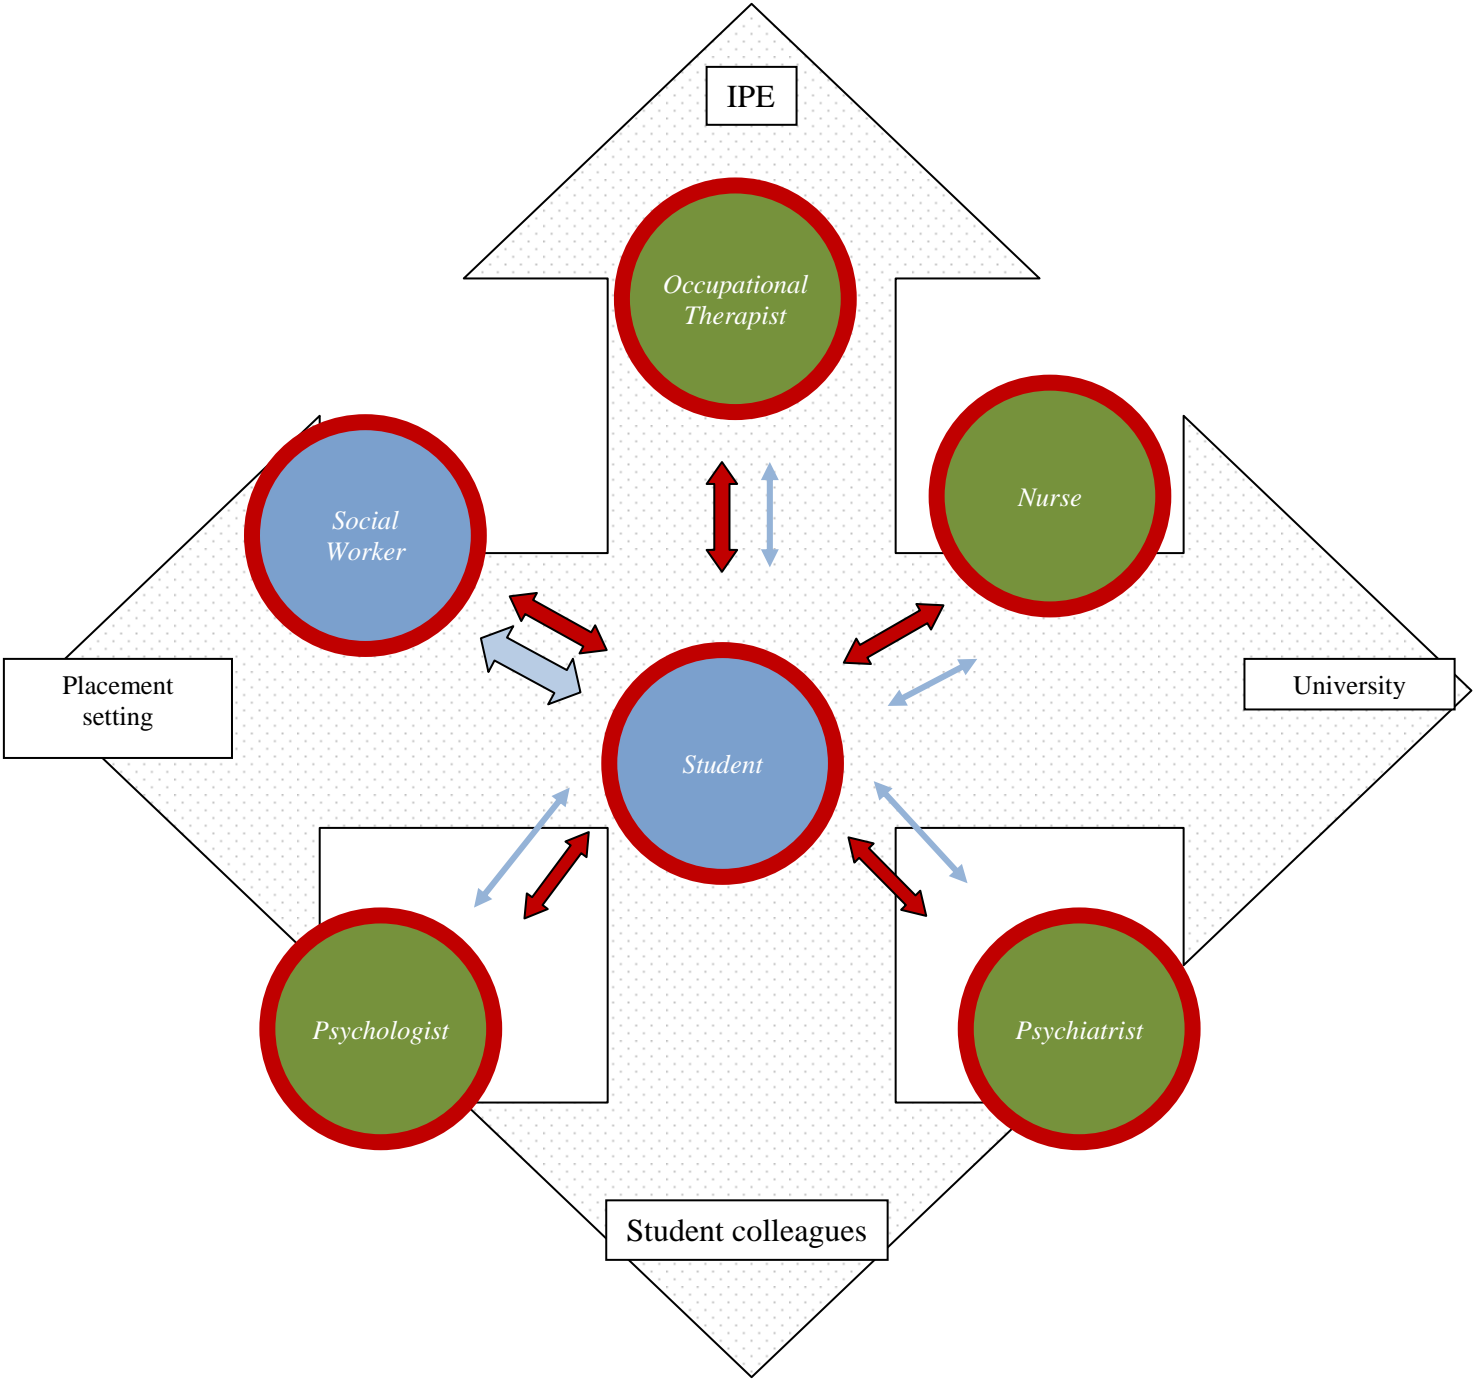 IPE
Occupational
Therapist
Nurse
Social
Worker
Placement
setting
University
Student
Psychologist
Psychiatrist
Student colleagues